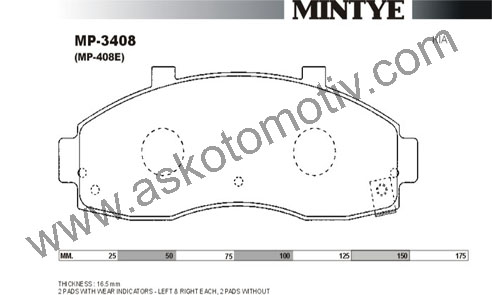 MINTYE
MP-3408
(MP-408E)
KIA
www.askotomotiv.com
MM. 25 50 75 100 125 150 175
THICKNESS : 16.5 mm
2 PADS WITH WEAR INDICATORS - LEFT & RIGHT EACH, 2 PADS WITHOUT